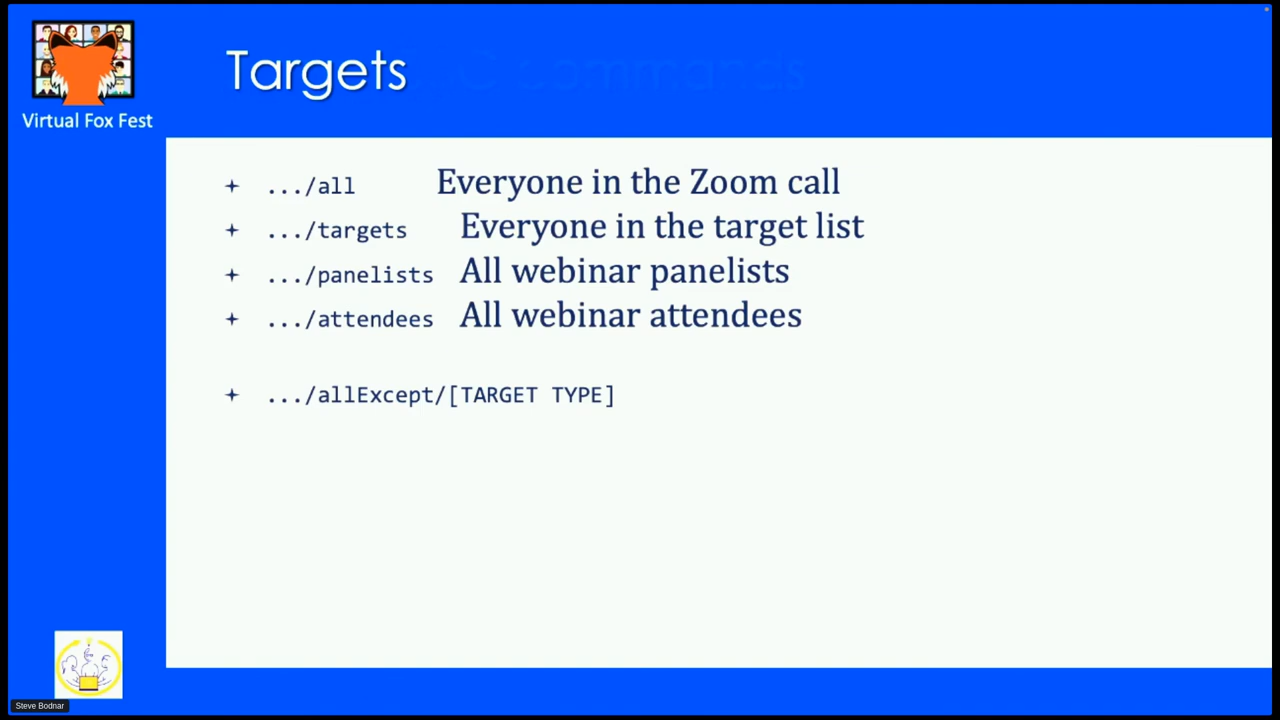 Targets
Virtual Fox Fest
.../all Everyone in the Zoom call
.../targets Everyone in the target list
.../panelists All webinar panelists
.../attendees All webinar attendees
.../allExcept/[TARGET TYPE]
Steve Bodnar